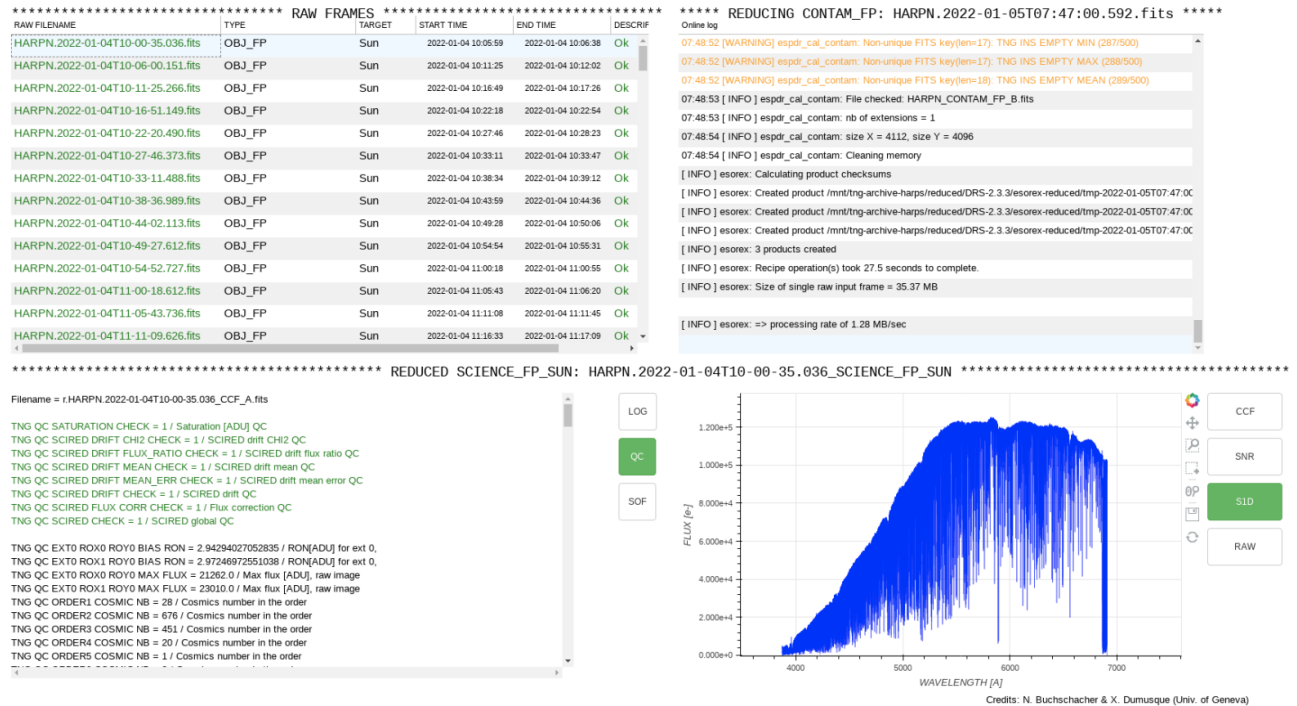 ********************************* RAW FRAMES **********************************
RAW FILENAME TYPE TARGET START TIME END TIME DESCRIF
HARPN.2022-01-04T10-00-35.036.fits OBJ_FP Sun 2022-01-04 10:05:59 2022-01-04 10:06:38 Ok
HARPN.2022-01-04T10-06-00.151.fits OBJ_FP Sun 2022-01-04 10:11:25 2022-01-04 10:12:02 Ok
HARPN.2022-01-04T10-11-25.266.fits OBJ_FP Sun 2022-01-04 10:16:49 2022-01-04 10:17:26 Ok
HARPN.2022-01-04T10-16-51.149.fits OBJ_FP Sun 2022-01-04 10:22:18 2022-01-04 10:22:54 Ok
HARPN.2022-01-04T10-22-20.490.fits OBJ_FP Sun 2022-01-04 10:27:46 2022-01-04 10:28:23 Ok
HARPN.2022-01-04T10-27-46.373.fits OBJ_FP Sun 2022-01-04 10:33:11 2022-01-04 10:33:47 Ok
HARPN.2022-01-04T10-33-11.488.fits OBJ_FP Sun 2022-01-04 10:38:34 2022-01-04 10:39:12 Ok
HARPN.2022-01-04T10-38-36.989.fits OBJ_FP Sun 2022-01-04 10:43:59 2022-01-04 10:44:36 Ok
HARPN.2022-01-04T10-44-02.113.fits OBJ_FP Sun 2022-01-04 10:49:28 2022-01-04 10:50:06 Ok
HARPN.2022-01-04T10-49-27.612.fits OBJ_FP Sun 2022-01-04 10:54:54 2022-01-04 10:55:31 Ok
HARPN.2022-01-04T10-54-52.727.fits OBJ_FP Sun 2022-01-04 11:00:18 2022-01-04 11:00:55 Ok
HARPN.2022-01-04T11-00-18.612.fits OBJ_FP Sun 2022-01-04 11:05:43 2022-01-04 11:06:20 Ok
HARPN.2022-01-04T11-05-43.736.fits OBJ_FP Sun 2022-01-04 11:11:08 2022-01-04 11:11:45 Ok
HARPN.2022-01-04T11-11-09.626.fits OBJ_FP Sun 2022-01-04 11:16:33 2022-01-04 11:17:09 Ok
***** REDUCING CONTAM_FP: HARPN.2022-01-05T07:47:00.592.fits *****
Online log
07:48:52 [WARNING] espdr_cal_contam: Non-unique FITS key(len=17): TNG INS EMPTY MIN (287/500)
07:48:52 [WARNING] espdr_cal_contam: Non-unique FITS key(len=17): TNG INS EMPTY MAX (288/500)
07:48:52 [WARNING] espdr_cal_contam: Non-unique FITS key(len=18): TNG INS EMPTY MEAN (289/500)
07:48:53 [ INFO ] espdr_cal_contam: File checked: HARPN_CONTAM_FP_B.fits
07:48:53 [ INFO ] espdr_cal_contam: nb of extensions = 1
07:48:54 [ INFO ] espdr_cal_contam: size X = 4112, size Y = 4096
07:48:54 [ INFO ] espdr_cal_contam: Cleaning memory
[ INFO ] esorex: Calculating product checksums
[ INFO ] esorex: Created product /mnt/tng-archive-harps/reduced/DRS-2.3.3/esorex-reduced/tmp-2022-01-05T07:47:00
[ INFO ] esorex: Created product /mnt/tng-archive-harps/reduced/DRS-2.3.3/esorex-reduced/tmp-2022-01-05T07:47:00
[ INFO ] esorex: Created product /mnt/tng-archive-harps/reduced/DRS-2.3.3/esorex-reduced/tmp-2022-01-05T07:47:00
[ INFO ] esorex: 3 products created
[ INFO ] esorex: Recipe operation(s) took 27.5 seconds to complete.
[ INFO ] esorex: Size of single raw input frame = 35.37 MB
[ INFO ] esorex: => processing rate of 1.28 MB/sec
********************************************* REDUCED SCIENCE_FP_SUN: HARPN.2022-01-04T10-00-35.036_SCIENCE_FP_SUN ****************************************
Filename = r.HARPN.2022-01-04T10-00-35.036_CCF_A.fits
TNG QC SATURATION CHECK = 1 / Saturation [ADU] QC
TNG QC SCIRED DRIFT CHI2 CHECK = 1 / SCIRED drift CHI2 QC
TNG QC SCIRED DRIFT FLUX_RATIO CHECK = 1 / SCIRED drift flux ratio QC
TNG QC SCIRED DRIFT MEAN CHECK = 1 / SCIRED drift mean QC
TNG QC SCIRED DRIFT MEAN_ERR CHECK = 1 / SCIRED drift mean error QC
TNG QC SCIRED DRIFT CHECK = 1 / SCIRED drift QC
TNG QC SCIRED FLUX CORR CHECK = 1 / Flux correction QC
TNG QC SCIRED CHECK = 1 / SCIRED global QC
TNG QC EXT0 ROX0 ROY0 BIAS RON = 2.94294027052835 / RON[ADU] for ext 0,
TNG QC EXT0 ROX1 ROY0 BIAS RON = 2.97246972551038 / RON[ADU] for ext 0,
TNG QC EXT0 ROX0 ROY0 MAX FLUX = 21262.0 / Max flux [ADU], raw image
TNG QC EXT0 ROX1 ROY0 MAX FLUX = 23010.0 / Max flux [ADU], raw image
TNG QC ORDER1 COSMIC NB = 28 / Cosmics number in the order
TNG QC ORDER2 COSMIC NB = 676 / Cosmics number in the order
TNG QC ORDER3 COSMIC NB = 451 / Cosmics number in the order
TNG QC ORDER4 COSMIC NB = 20 / Cosmics number in the order
TNG QC ORDER5 COSMIC NB = 1 / Cosmics number in the order
LOG
QC
SOF
1.200e+5
1.000e+5
8.000e+4
6.000e+4
4.000e+4
2.000e+4
0.000e+0
FLUX [e-]
4000 5000 6000 7000
WAVELENGTH [A]
CCF
SNR
S1D
RAW
Credits: N. Buchschacher & X. Dumusque (Univ. of Geneva)